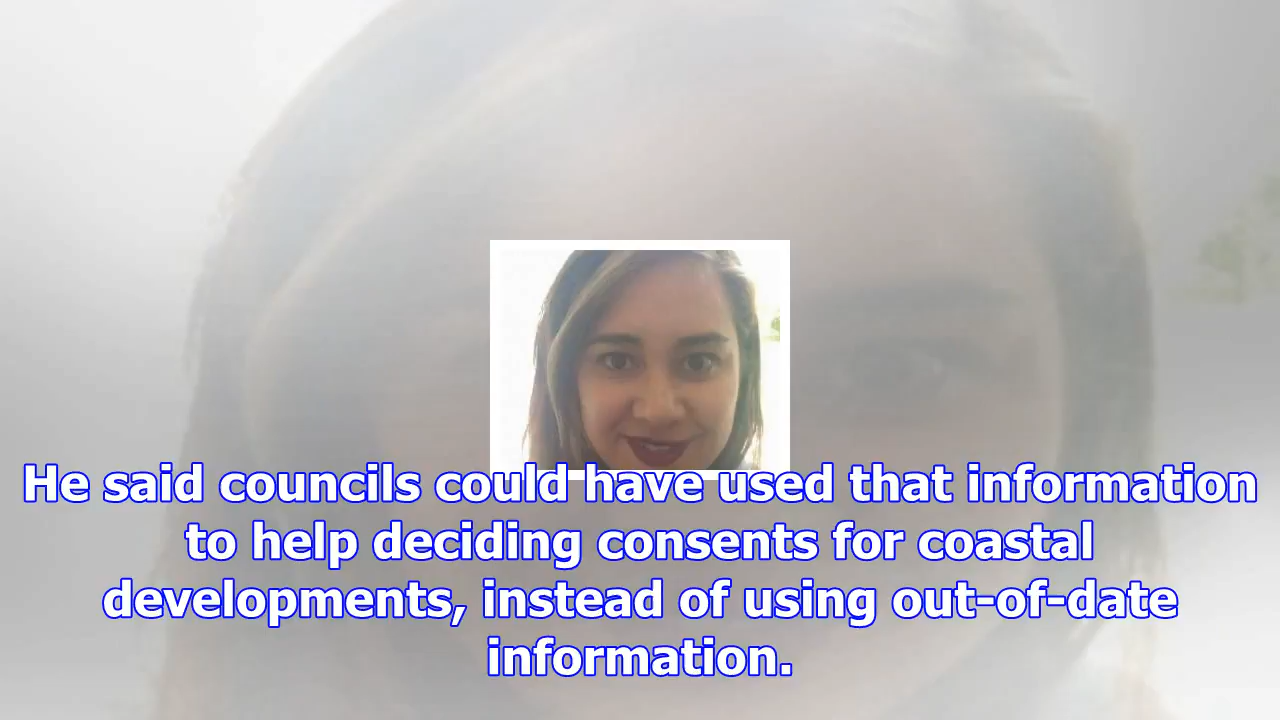 He said councils could have used that information
to help deciding consents for coastal
developments, instead of using out-of-date
information.